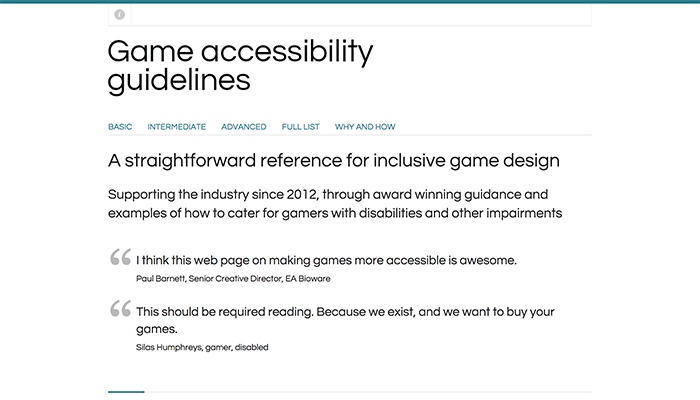 Game accessibility
guidelines
BASIC INTERMEDIATE ADVANCED FULL LIST WHY AND HOW
A straightforward reference for inclusive game design
Supporting the industry since 2012, through award winning guidance and
examples of how to cater for gamers with disabilities and other impairments
“ I think this web page on making games more accessible is awesome.
Paul Barnett, Senior Creative Director, EA Bioware
“ This should be required reading. Because we exist, and we want to buy your
games.
Silas Humphreys, gamer, disabled